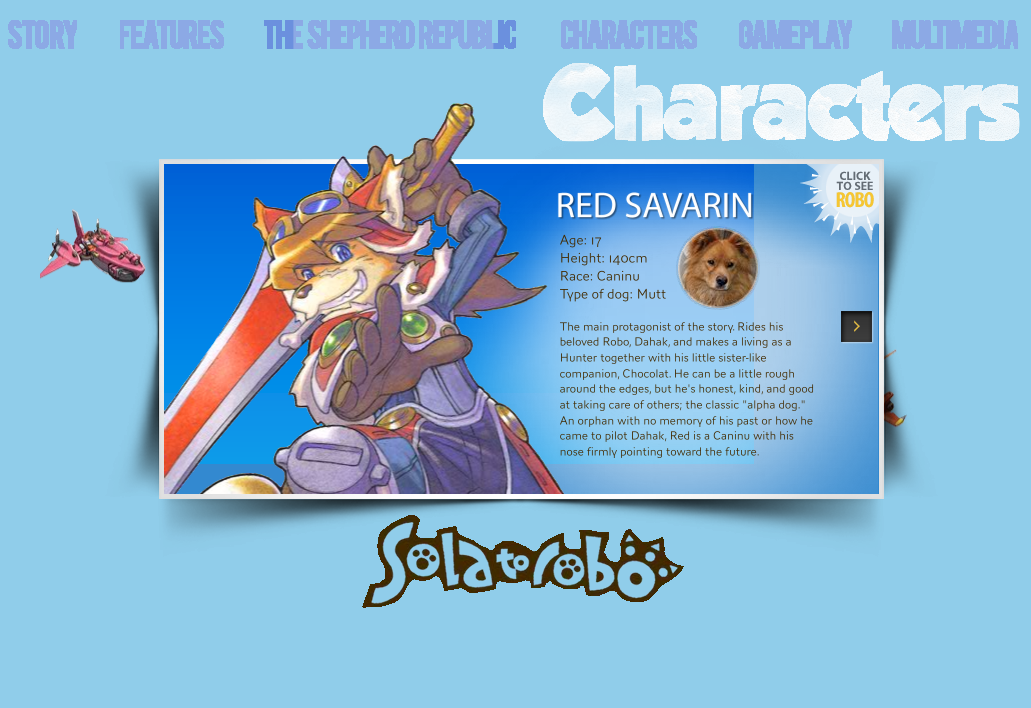 STORY FEATURES THE SHEPHERD REPUBLIC CHARACTERS GAMEPLAY MULTIMEDIA
Characters
CLICK
TO SEE
ROBO
RED SAVARIN
Age: 17
Height: 140cm
Race: Caninu
Type of dog: Mutt
The main protagonist of the story. Rides his
beloved Robo, Dahak, and makes a living as a
Hunter together with his little sister-like
companion, Chocolat. He can be a little rough
around the edges, but he's honest, kind, and good
at taking care of others; the classic "alpha dog."
An orphan with no memory of his past or how he
came to pilot Dahak, Red is a Caninu with his
nose firmly pointing toward the future.
Solatorobo